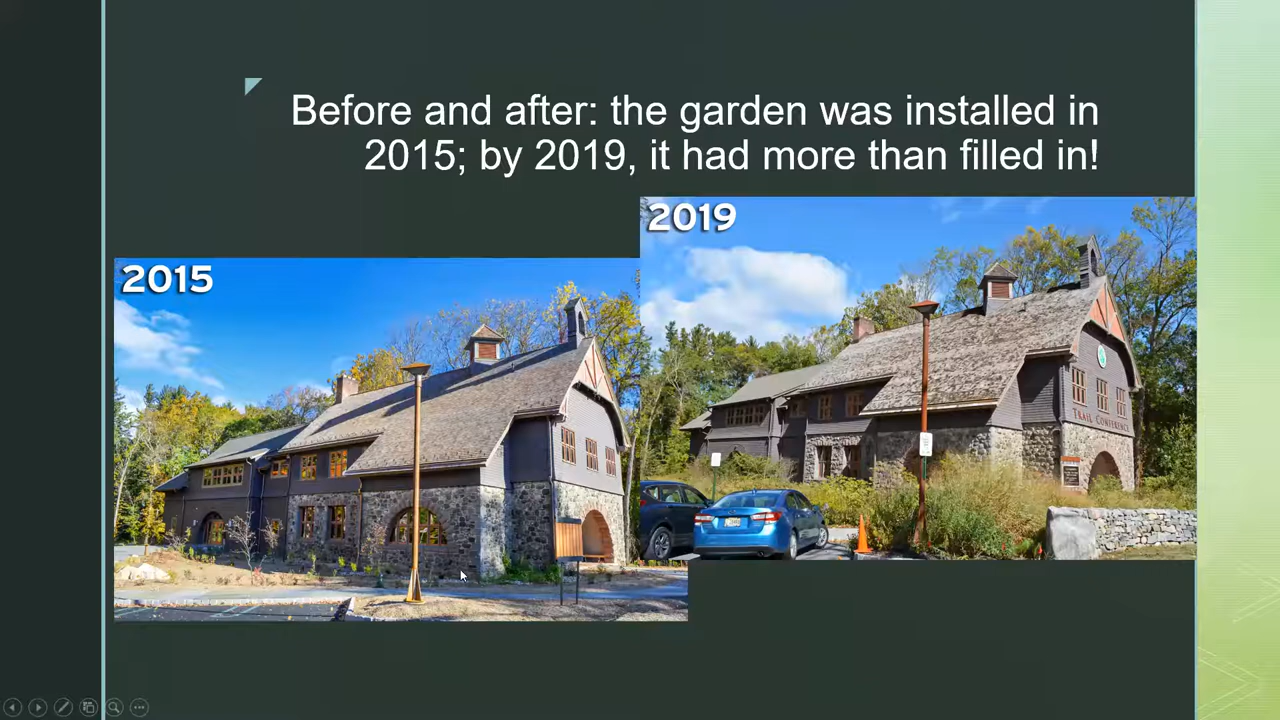 Before and after: the garden was installed in
2015; by 2019, it had more than filled in!
2015
2019
TRAIL CONFERENCE